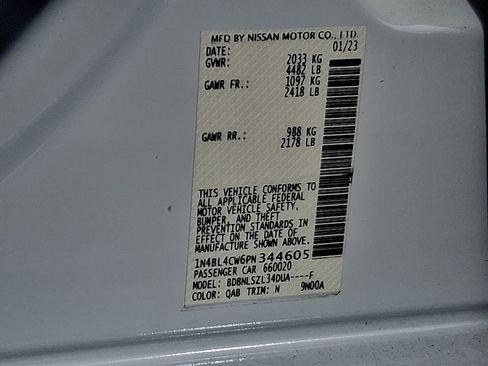 MFD BY NISSAN MOTOR CO., LTD.
DATE: 01/23
GVWR: 2033 KG
4482 LB
GAWR FR.: 1097 KG
2418 LB
GAWR RR.: 988 KG
2178 LB
THIS VEHICLE CONFORMS TO
ALL APPLICABLE FEDERAL
MOTOR VEHICLE SAFETY,
BUMPER, AND THEFT
PREVENTION STANDARDS IN
EFFECT ON THE DATE OF
MANUFACTURE SHOWN ABOVE.
1N4BL4CW6PN344605
PASSENGER CAR 660020
MODEL: BDBNLSZL34DUA----F
COLOR: QAB TRIM: N 9N00A